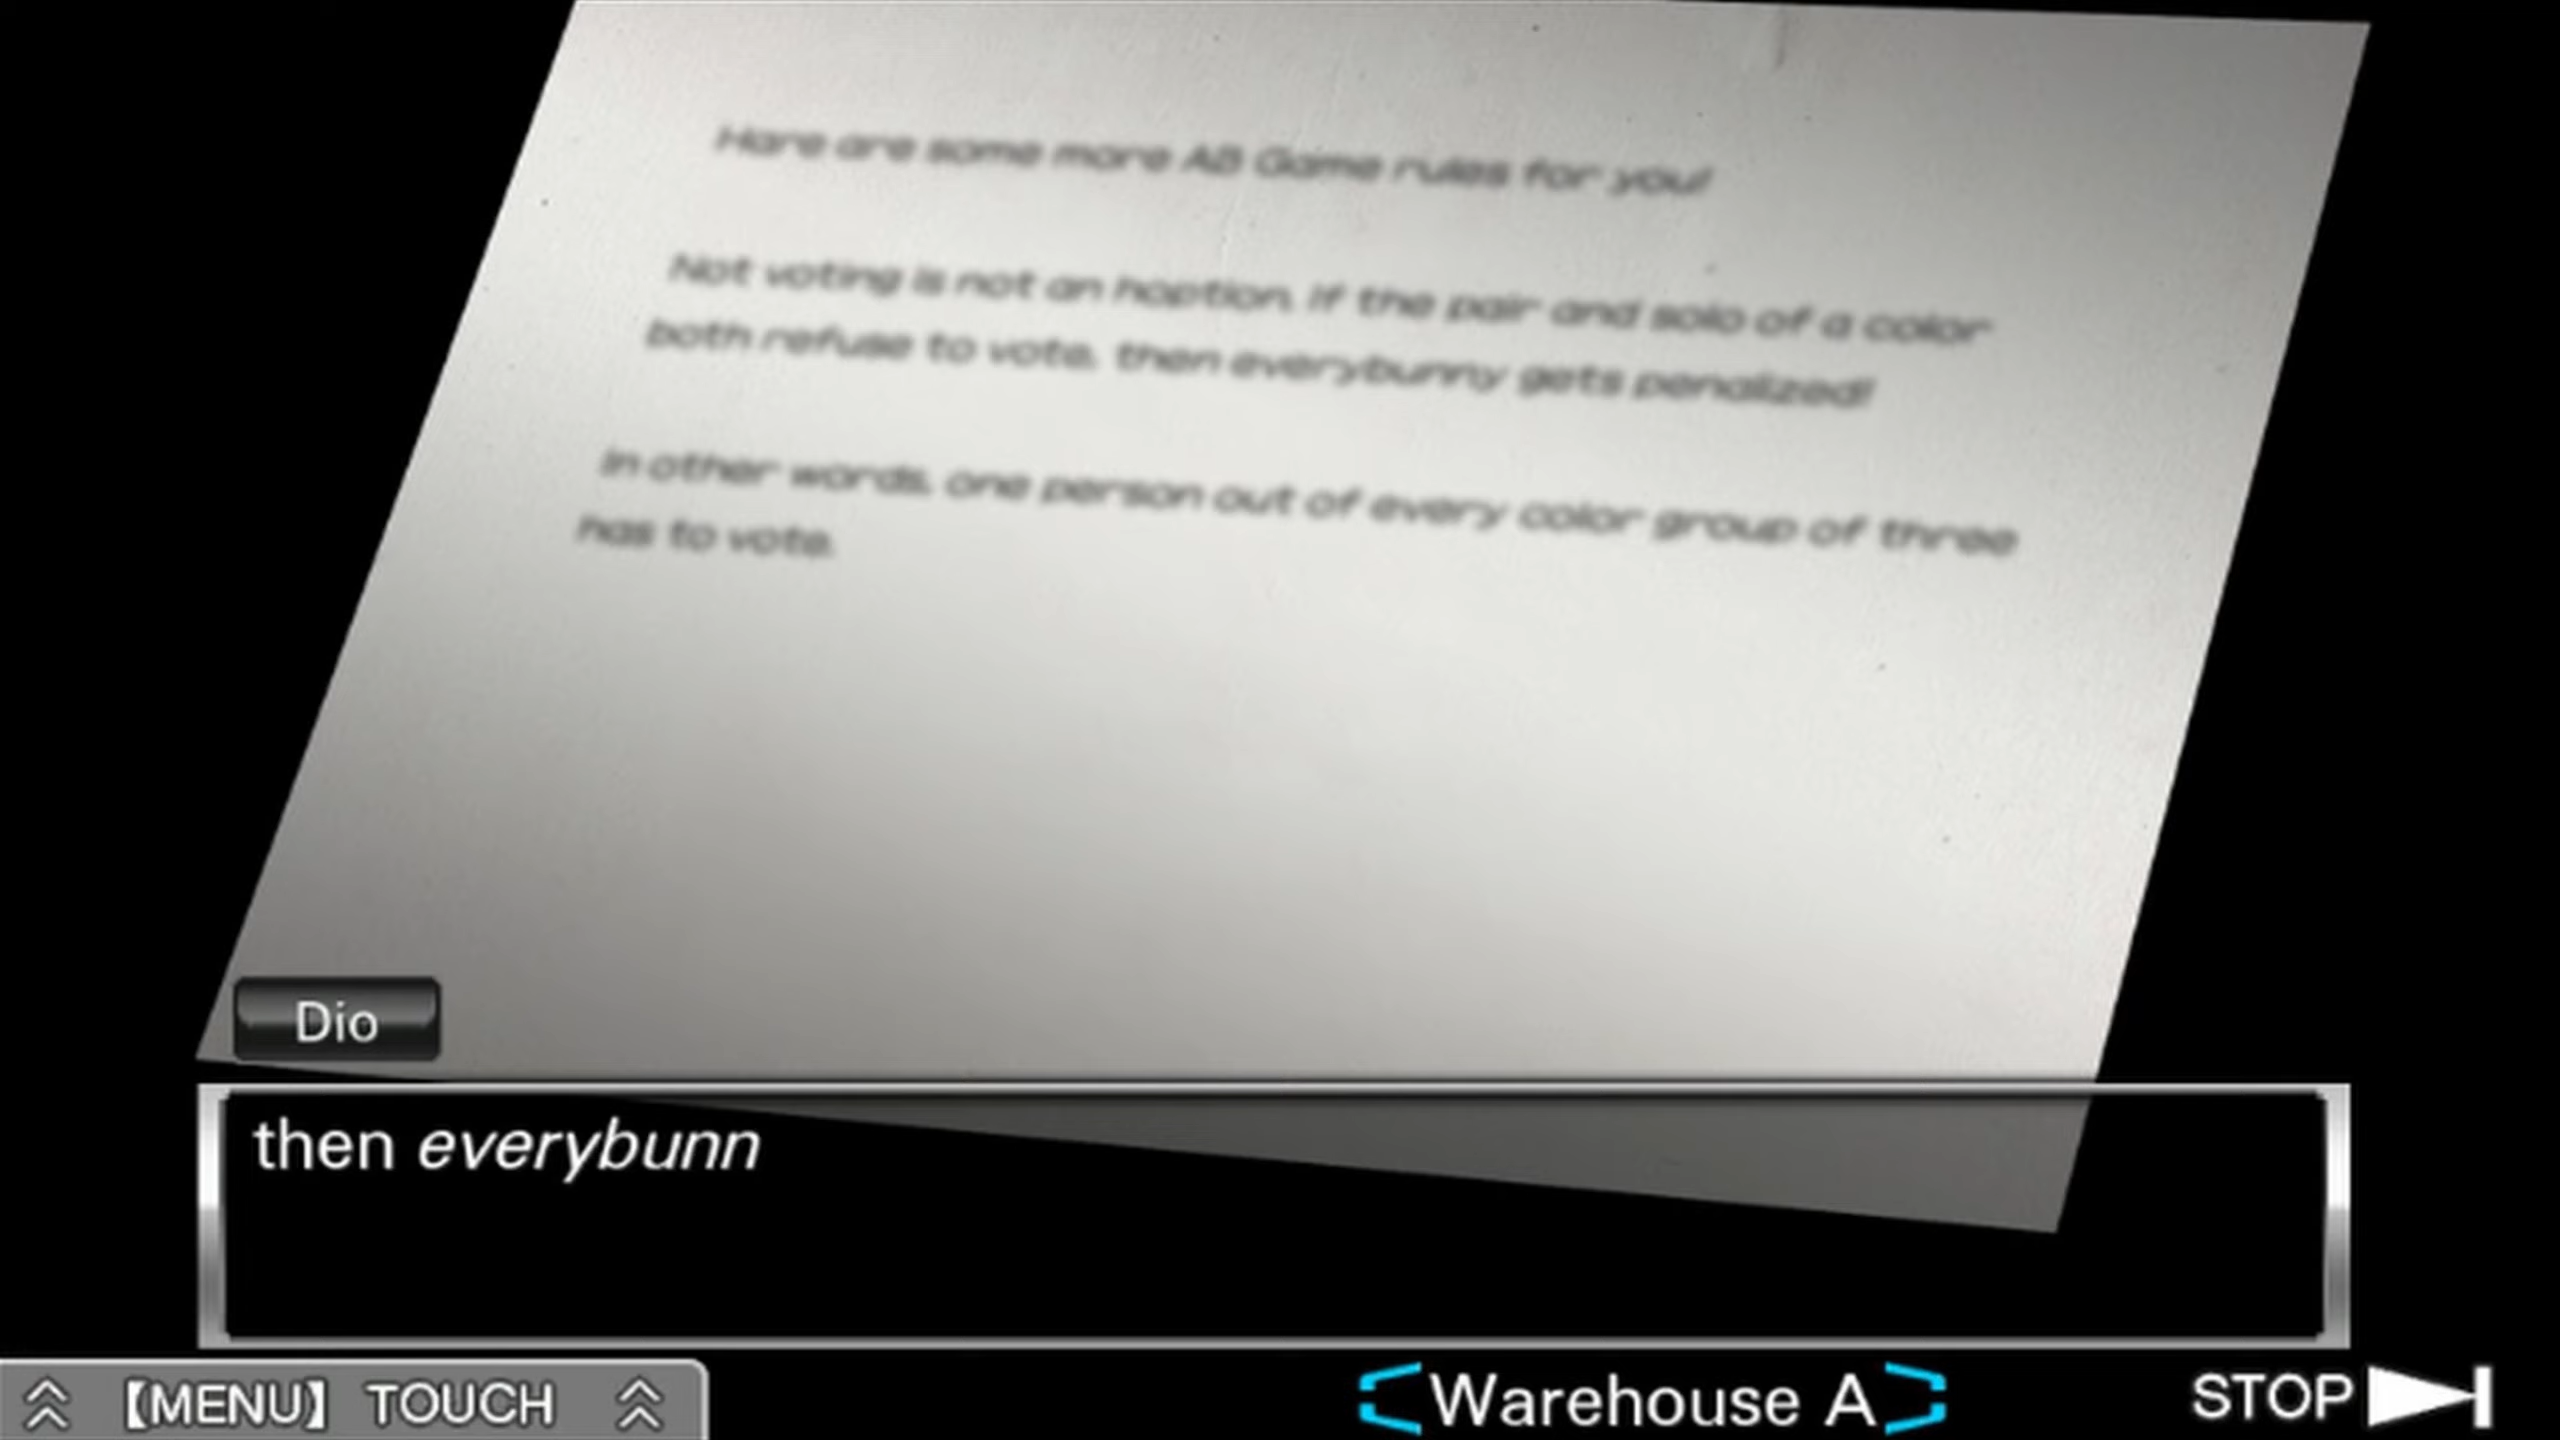 Hare are some more AB Game rules for you!
Not voting is not an hoption. If the pair and solo of a color
both refuse to vote, then everybunny gets penalized!
In other words, one person out of every color group of three
has to vote.
Dio
then everybunn
【MENU】 TOUCH
Warehouse A
STOP